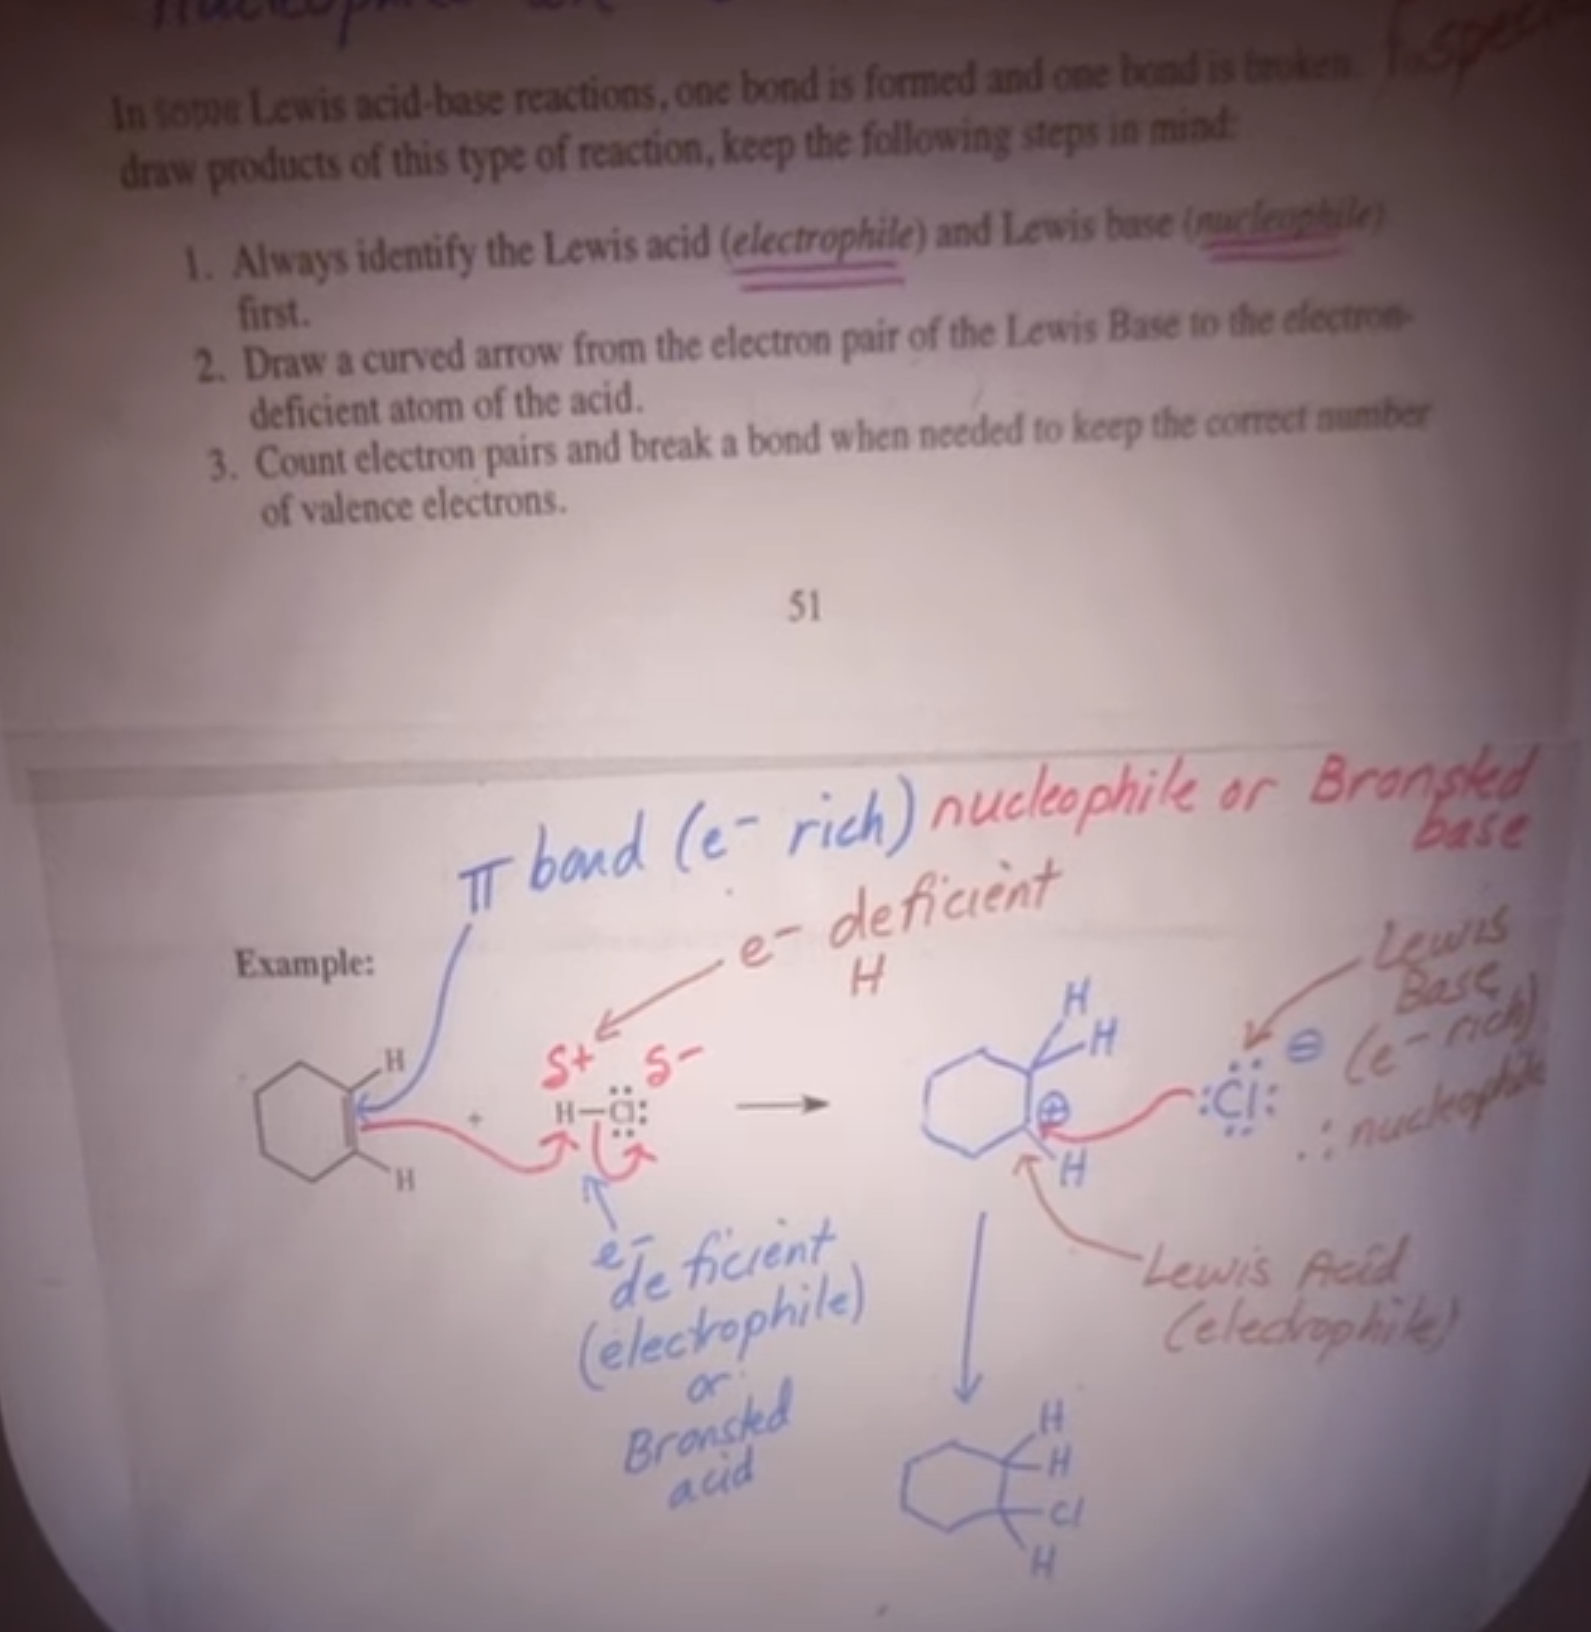 In some Lewis acid-base reactions, one bond is formed and one bond is broken.
draw products of this type of reaction, keep the following steps in mind:
1. Always identify the Lewis acid (electrophile) and Lewis base (nucleophile)
first.
2. Draw a curved arrow from the electron pair of the Lewis Base to the electron-
deficient atom of the acid.
3. Count electron pairs and break a bond when needed to keep the correct number
of valence electrons.
51
π bond (e⁻ rich) nucleophile or Bronsted
base
e⁻ deficient
H
Lewis
Base
(e⁻ rich)
∴ nucleophile
Example:
H
H
+
δ+ δ-
H–Cl:
H
H
⊕
H
:Cl: ⊖
e⁻
deficient
(electrophile)
or
Bronsted
acid
Lewis Acid
(electrophile)
H
H
Cl
H